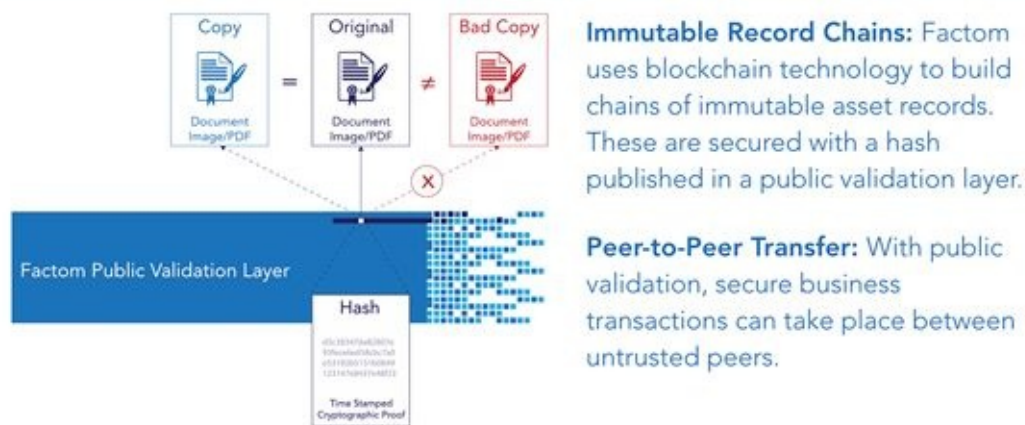 Copy
Original
Bad Copy
=
≠
Document
Image/PDF
Document
Image/PDF
Document
Image/PDF
X
Factom Public Validation Layer
Hash
Time Stamped
Cryptographic Proof
Immutable Record Chains: Factom
uses blockchain technology to build
chains of immutable asset records.
These are secured with a hash
published in a public validation layer.
Peer-to-Peer Transfer: With public
validation, secure business
transactions can take place between
untrusted peers.